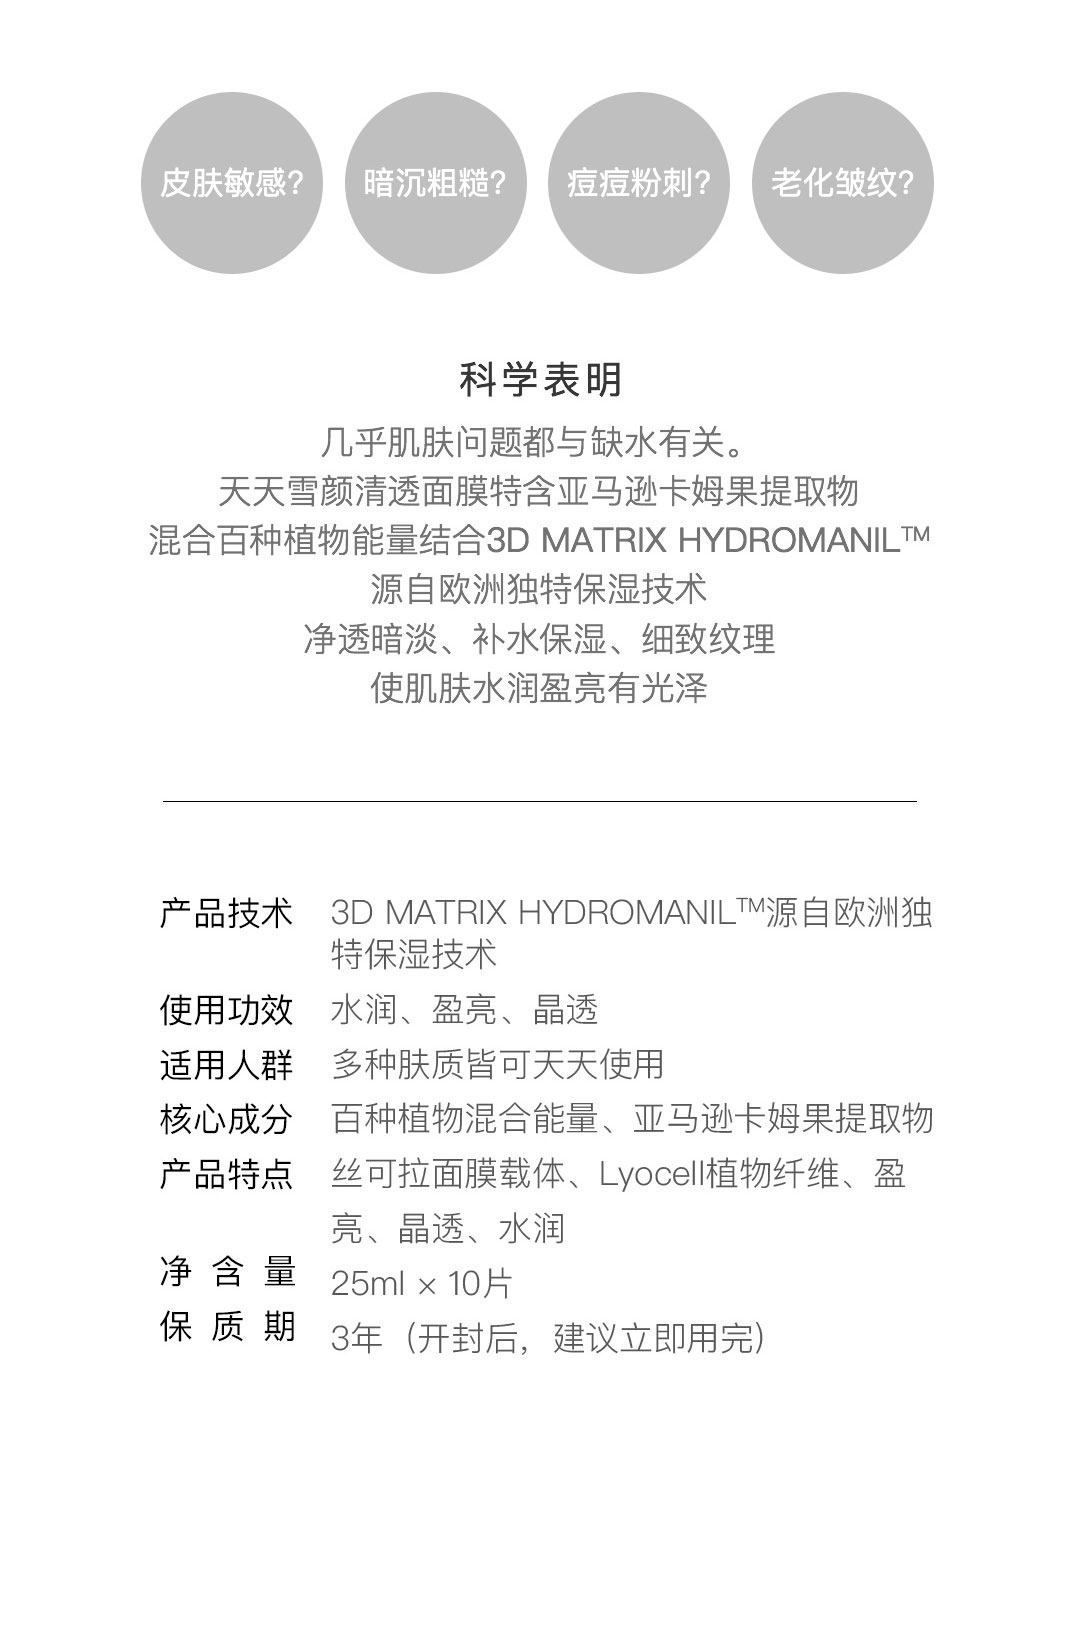 皮肤敏感?
暗沉粗糙?
痘痘粉刺?
老化皱纹?
科学表明
几乎肌肤问题都与缺水有关。
天天雪颜清透面膜特含亚马逊卡姆果提取物
混合百种植物能量结合3D MATRIX HYDROMANIL™
源自欧洲独特保湿技术
净透暗淡、补水保湿、细致纹理
使肌肤水润盈亮有光泽
产品技术 3D MATRIX HYDROMANIL™源自欧洲独
特保湿技术
使用功效 水润、盈亮、晶透
适用人群 多种肤质皆可天天使用
核心成分 百种植物混合能量、亚马逊卡姆果提取物
产品特点 丝可拉面膜载体、Lyocell植物纤维、盈
亮、晶透、水润
净 含 量 25ml × 10片
保 质 期 3年（开封后，建议立即用完）